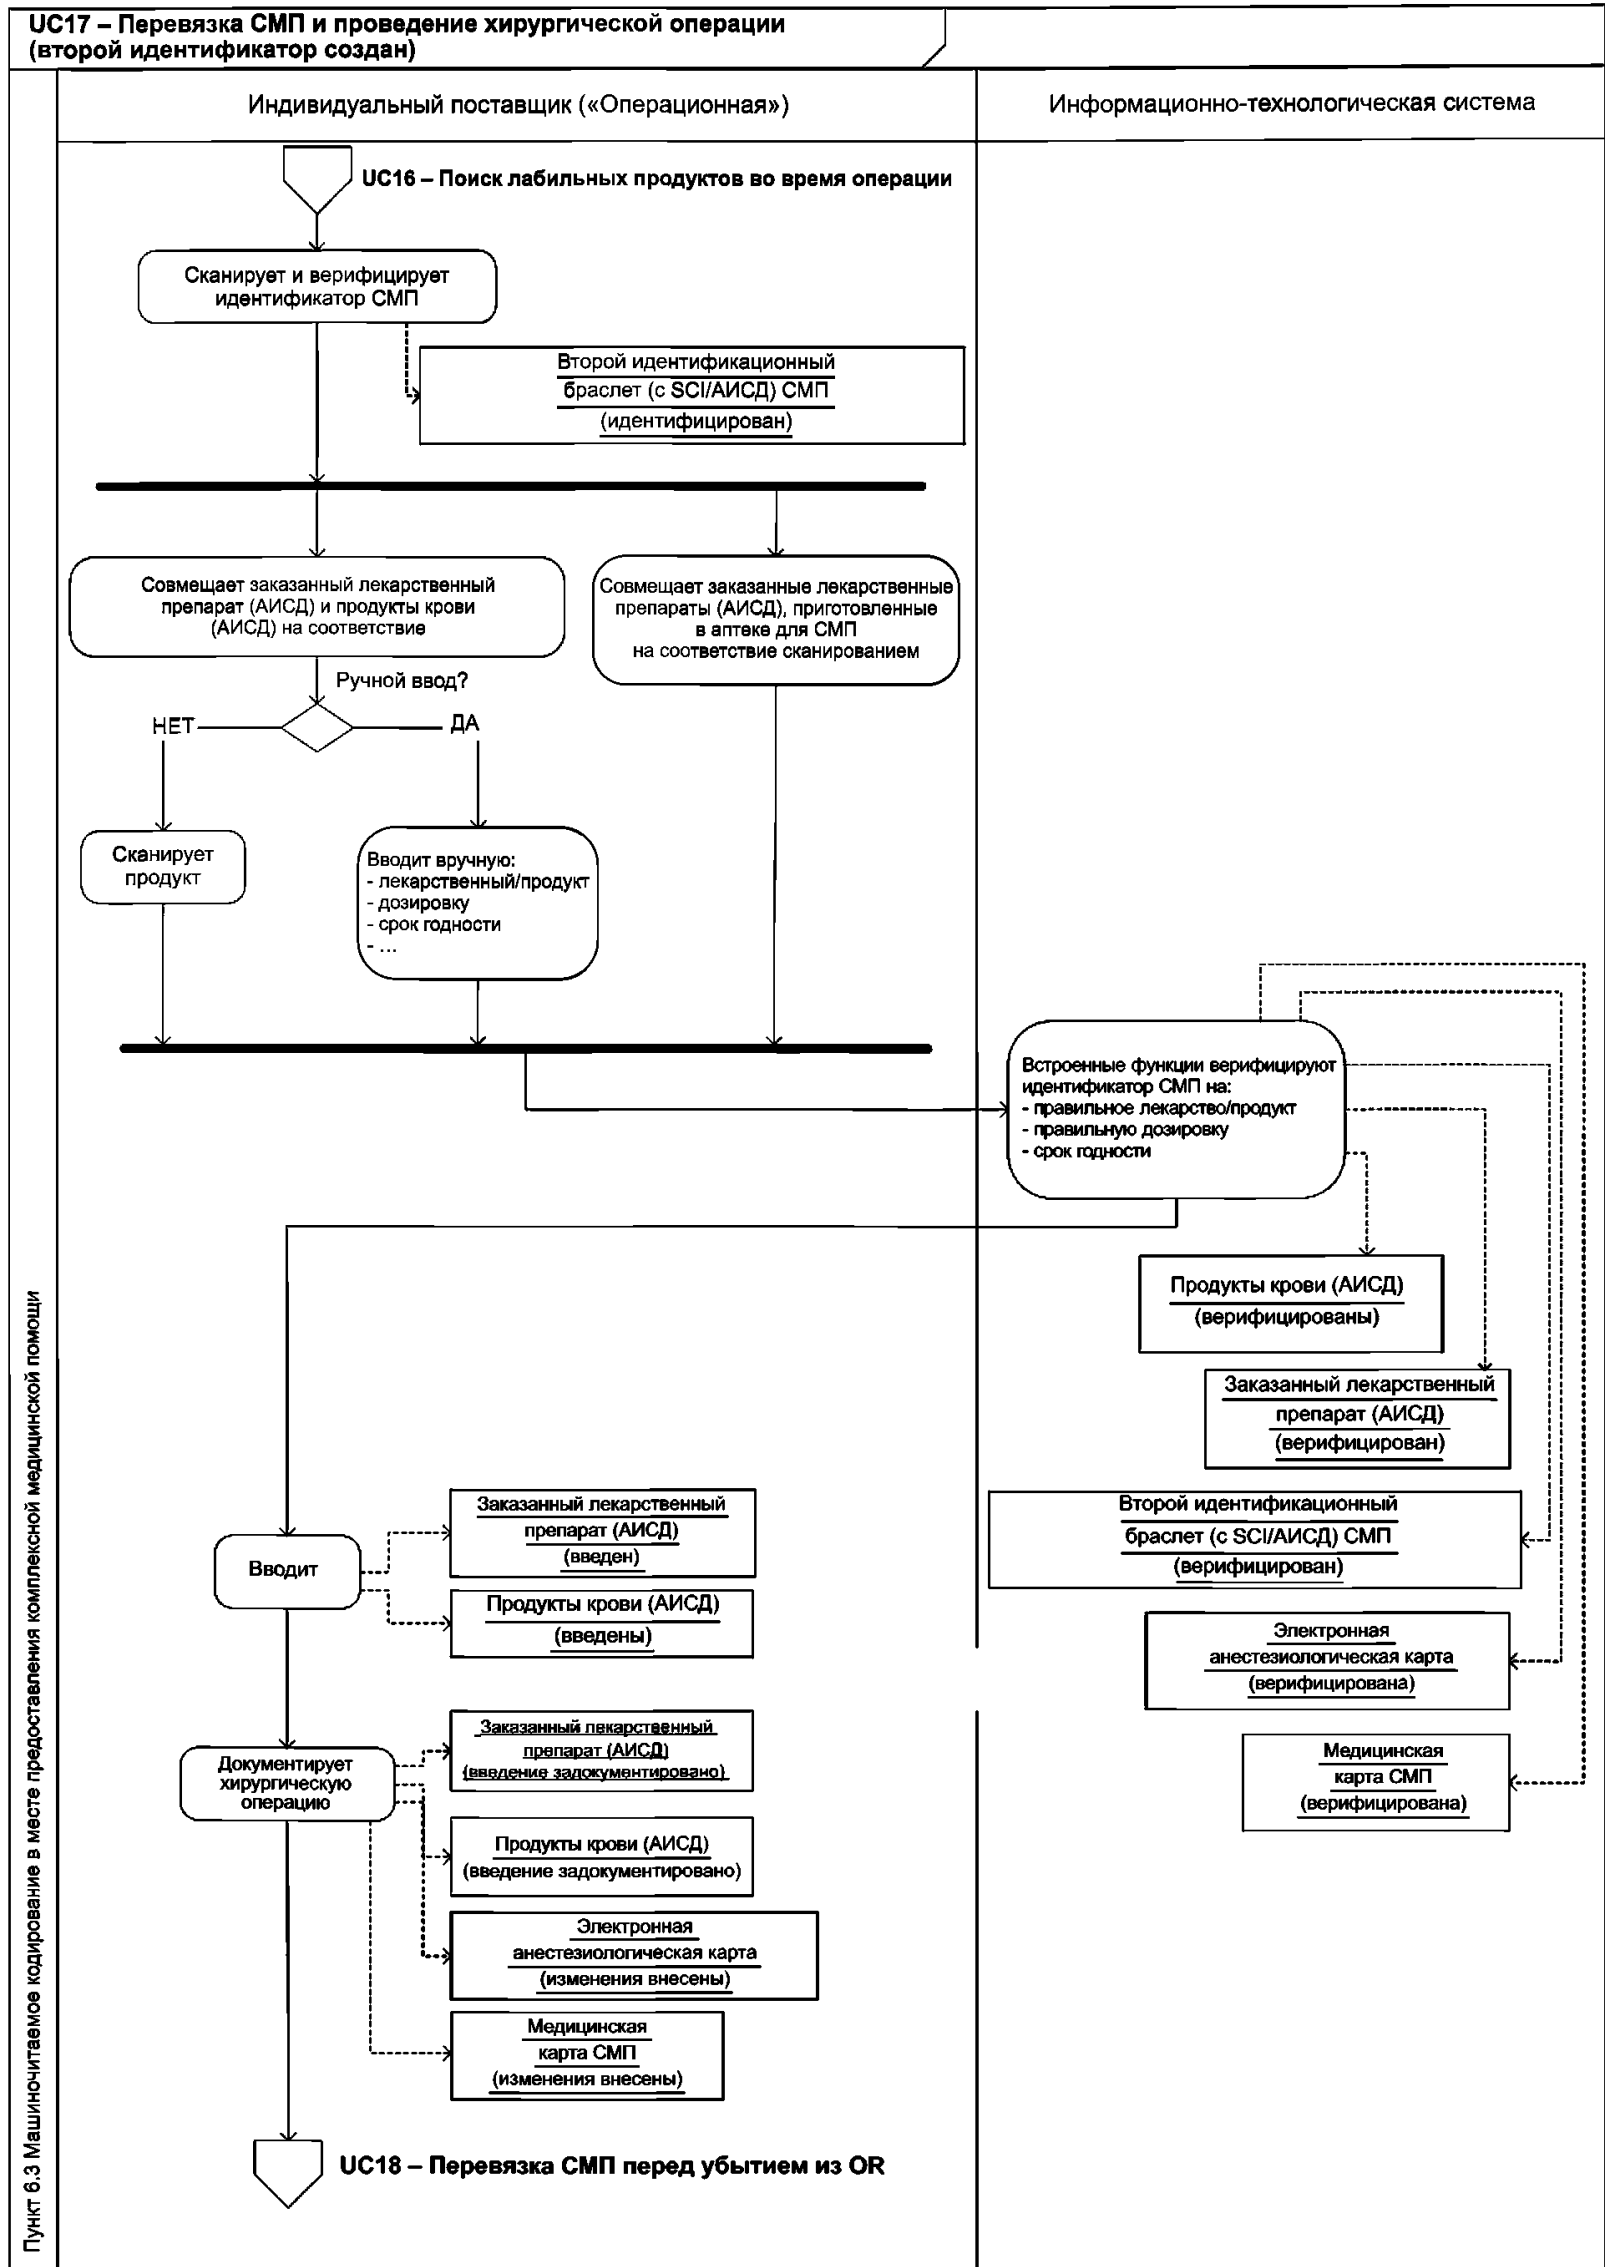 UC17 – Перевязка СМП и проведение хирургической операции
(второй идентификатор создан)
Индивидуальный поставщик («Операционная»)
Информационно-технологическая система
UC16 – Поиск лабильных продуктов во время операции
Сканирует и верифицирует
идентификатор СМП
Второй идентификационный
браслет (с SCI/АИСД) СМП
(идентифицирован)
Совмещает заказанный лекарственный
препарат (АИСД) и продукты крови
(АИСД) на соответствие
Совмещает заказанные лекарственные
препараты (АИСД), приготовленные
в аптеке для СМП
на соответствие сканированием
Ручной ввод?
НЕТ
ДА
Сканирует
продукт
Вводит вручную:
- лекарственный/продукт
- дозировку
- срок годности
- ...
Встроенные функции верифицируют
идентификатор СМП на:
- правильное лекарство/продукт
- правильную дозировку
- срок годности
Продукты крови (АИСД)
(верифицированы)
Заказанный лекарственный
препарат (АИСД)
(верифицирован)
Второй идентификационный
браслет (с SCI/АИСД) СМП
(верифицирован)
Электронная
анестезиологическая карта
(верифицирована)
Медицинская
карта СМП
(верифицирована)
Вводит
Заказанный лекарственный
препарат (АИСД)
(введен)
Продукты крови (АИСД)
(введены)
Документирует
хирургическую
операцию
Заказанный лекарственный
препарат (АИСД)
(введение задокументировано)
Продукты крови (АИСД)
(введение задокументировано)
Электронная
анестезиологическая карта
(изменения внесены)
Медицинская
карта СМП
(изменения внесены)
UC18 – Перевязка СМП перед убытием из OR
Пункт 6.3 Машиночитаемое кодирование в месте предоставления комплексной медицинской помощи